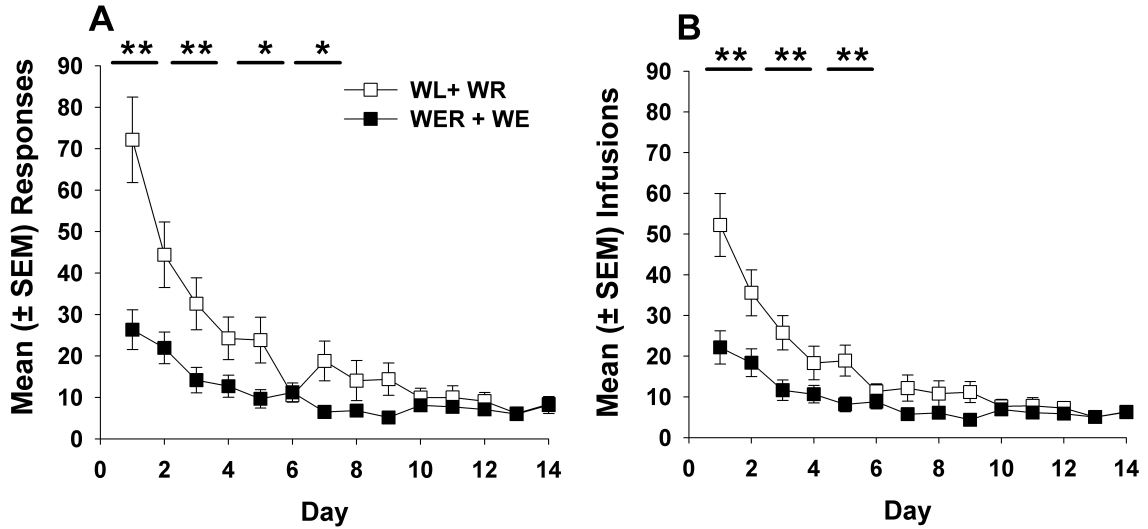 A
** ** * *
Mean (± SEM) Responses
90
80
70
60
50
40
30
20
10
0
WL+ WR
WER + WE
0 2 4 6 8 10 12 14
Day
B
** ** **
Mean (± SEM) Infusions
90
80
70
60
50
40
30
20
10
0
0 2 4 6 8 10 12 14
Day